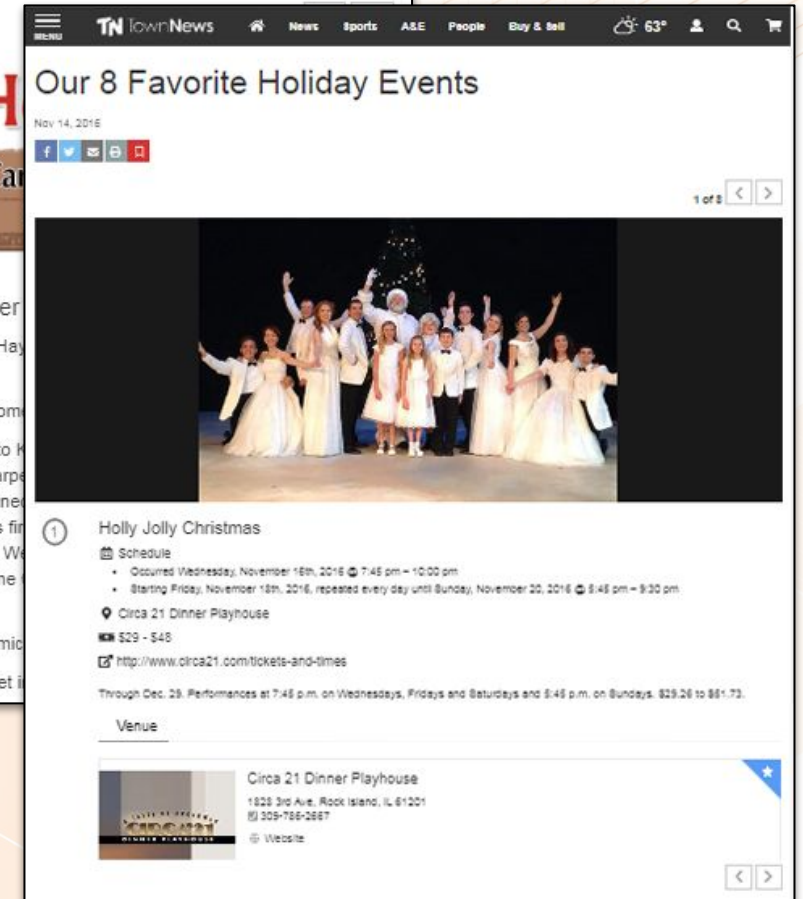 MENU
TN TownNews
News Sports A&E People Buy & Sell
63°
Our 8 Favorite Holiday Events
Nov 14, 2016
1 of 8
1
Holly Jolly Christmas
Schedule
Occurred Wednesday, November 16th, 2016 @ 7:45 pm – 10:00 pm
Starting Friday, November 18th, 2016, repeated every day until Sunday, November 20, 2016 @ 5:45 pm – 9:30 pm
Circa 21 Dinner Playhouse
$29 - $48
http://www.circa21.com/tickets-and-times
Through Dec. 29. Performances at 7:45 p.m. on Wednesdays, Fridays and Saturdays and 5:45 p.m. on Sundays. $29.26 to $51.73.
Venue
CIRCA21
DINNER PLAYHOUSE
Circa 21 Dinner Playhouse
1828 3rd Ave, Rock Island, IL 61201
309-786-2667
Website